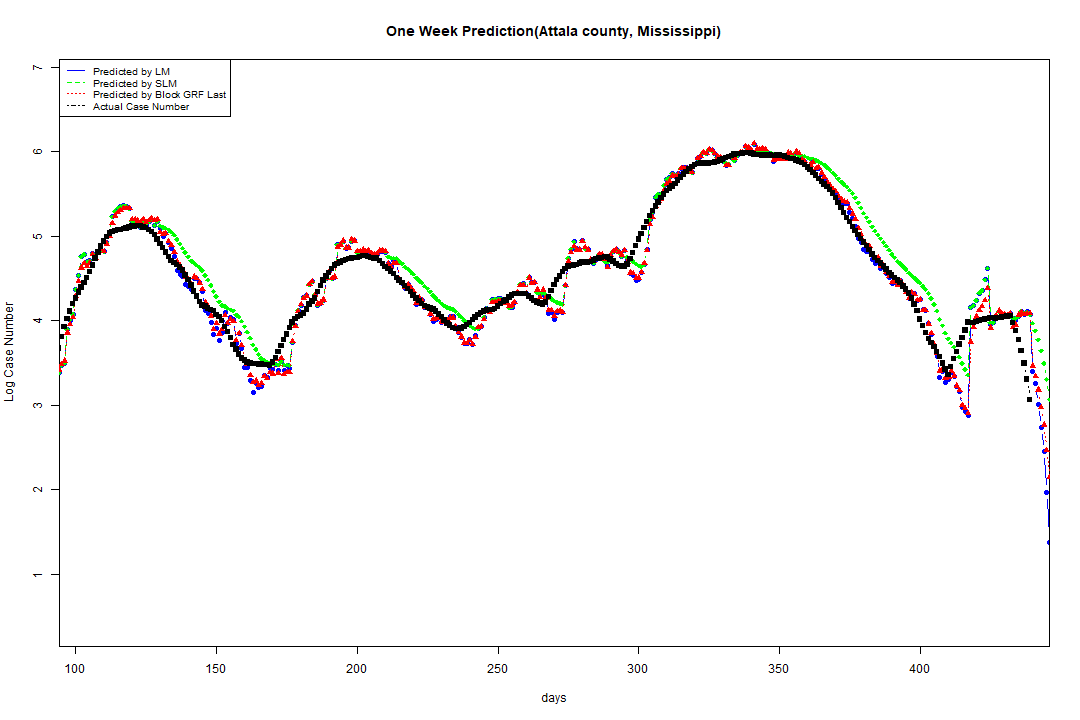 One Week Prediction(Attala county, Mississippi)
Predicted by LM
Predicted by SLM
Predicted by Block GRF Last
Actual Case Number
Log Case Number
7
6
5
4
3
2
1
100 150 200 250 300 350 400
days